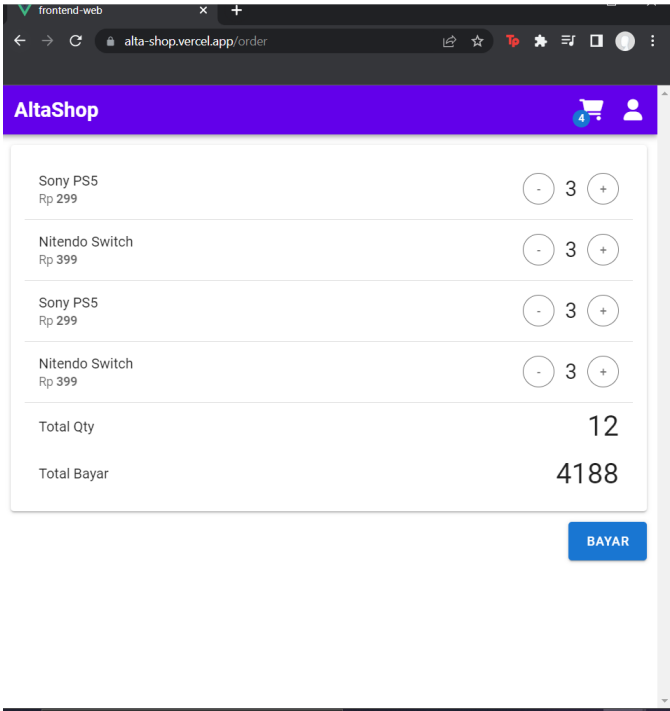 frontend-web
alta-shop.vercel.app/order
Tp
AltaShop
4
Sony PS5
Rp 299
- 3 +
Nitendo Switch
Rp 399
- 3 +
Sony PS5
Rp 299
- 3 +
Nitendo Switch
Rp 399
- 3 +
Total Qty 12
Total Bayar 4188
BAYAR